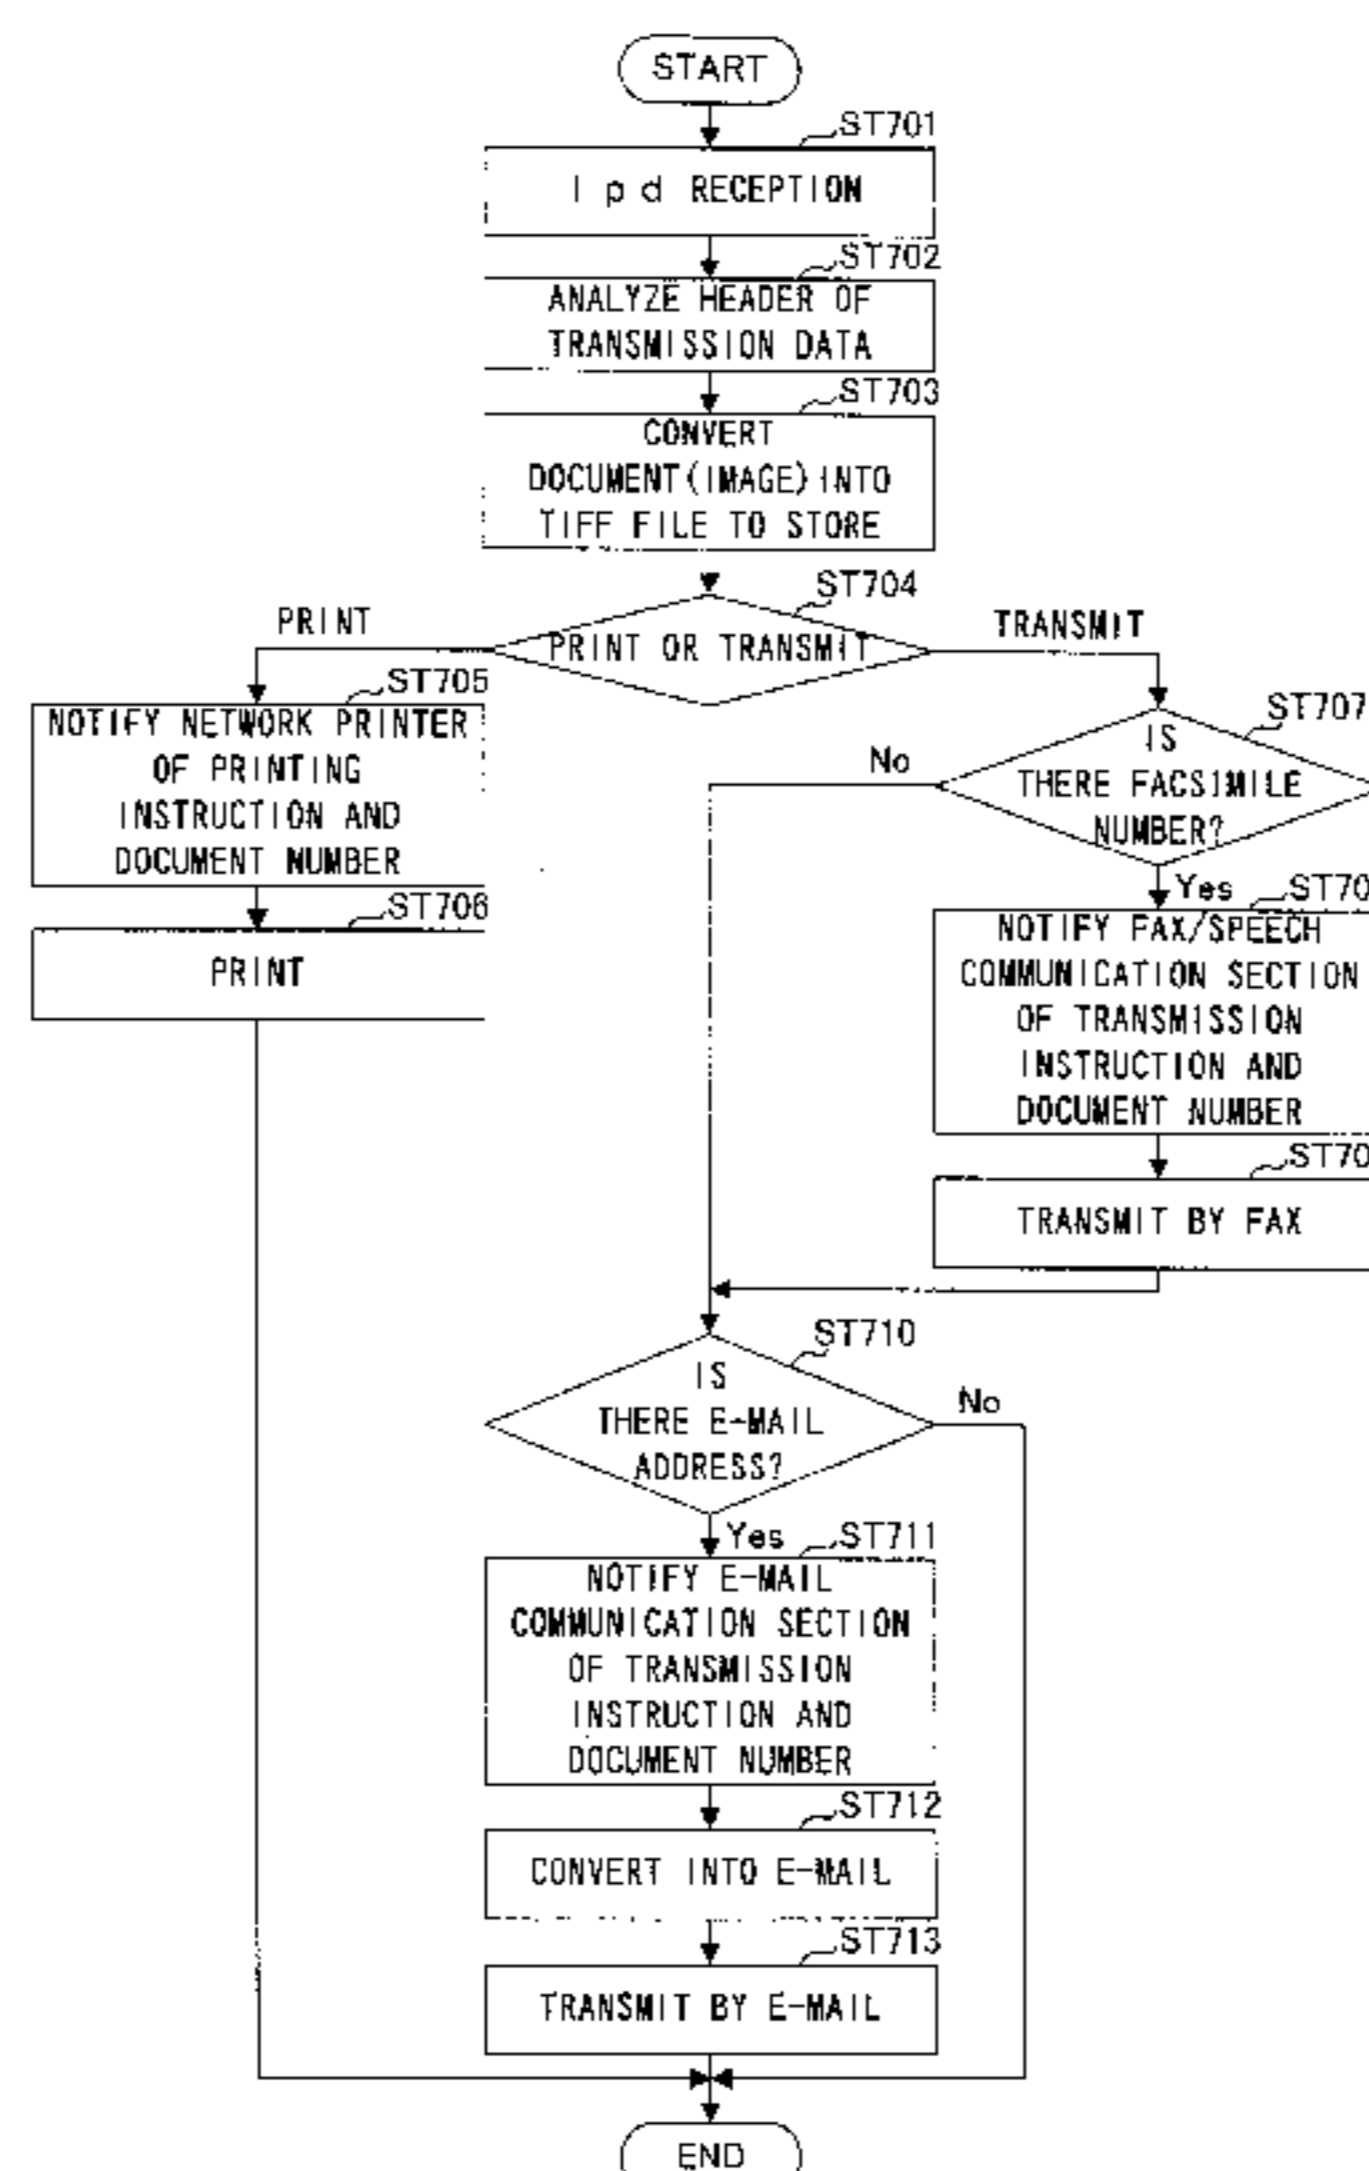 START
ST701
lpd RECEPTION
ST702
ANALYZE HEADER OF
TRANSMISSION DATA
ST703
CONVERT
DOCUMENT(IMAGE) INTO
TIFF FILE TO STORE
ST704
PRINT OR TRANSMIT
PRINT
TRANSMIT
ST705
NOTIFY NETWORK PRINTER
OF PRINTING
INSTRUCTION AND
DOCUMENT NUMBER
ST706
PRINT
ST707
IS
THERE FACSIMILE
NUMBER?
No
Yes
ST70
NOTIFY FAX/SPEECH
COMMUNICATION SECTION
OF TRANSMISSION
INSTRUCTION AND
DOCUMENT NUMBER
ST70
TRANSMIT BY FAX
ST710
IS
THERE E-MAIL
ADDRESS?
No
Yes
ST711
NOTIFY E-MAIL
COMMUNICATION SECTION
OF TRANSMISSION
INSTRUCTION AND
DOCUMENT NUMBER
ST712
CONVERT INTO E-MAIL
ST713
TRANSMIT BY E-MAIL
END